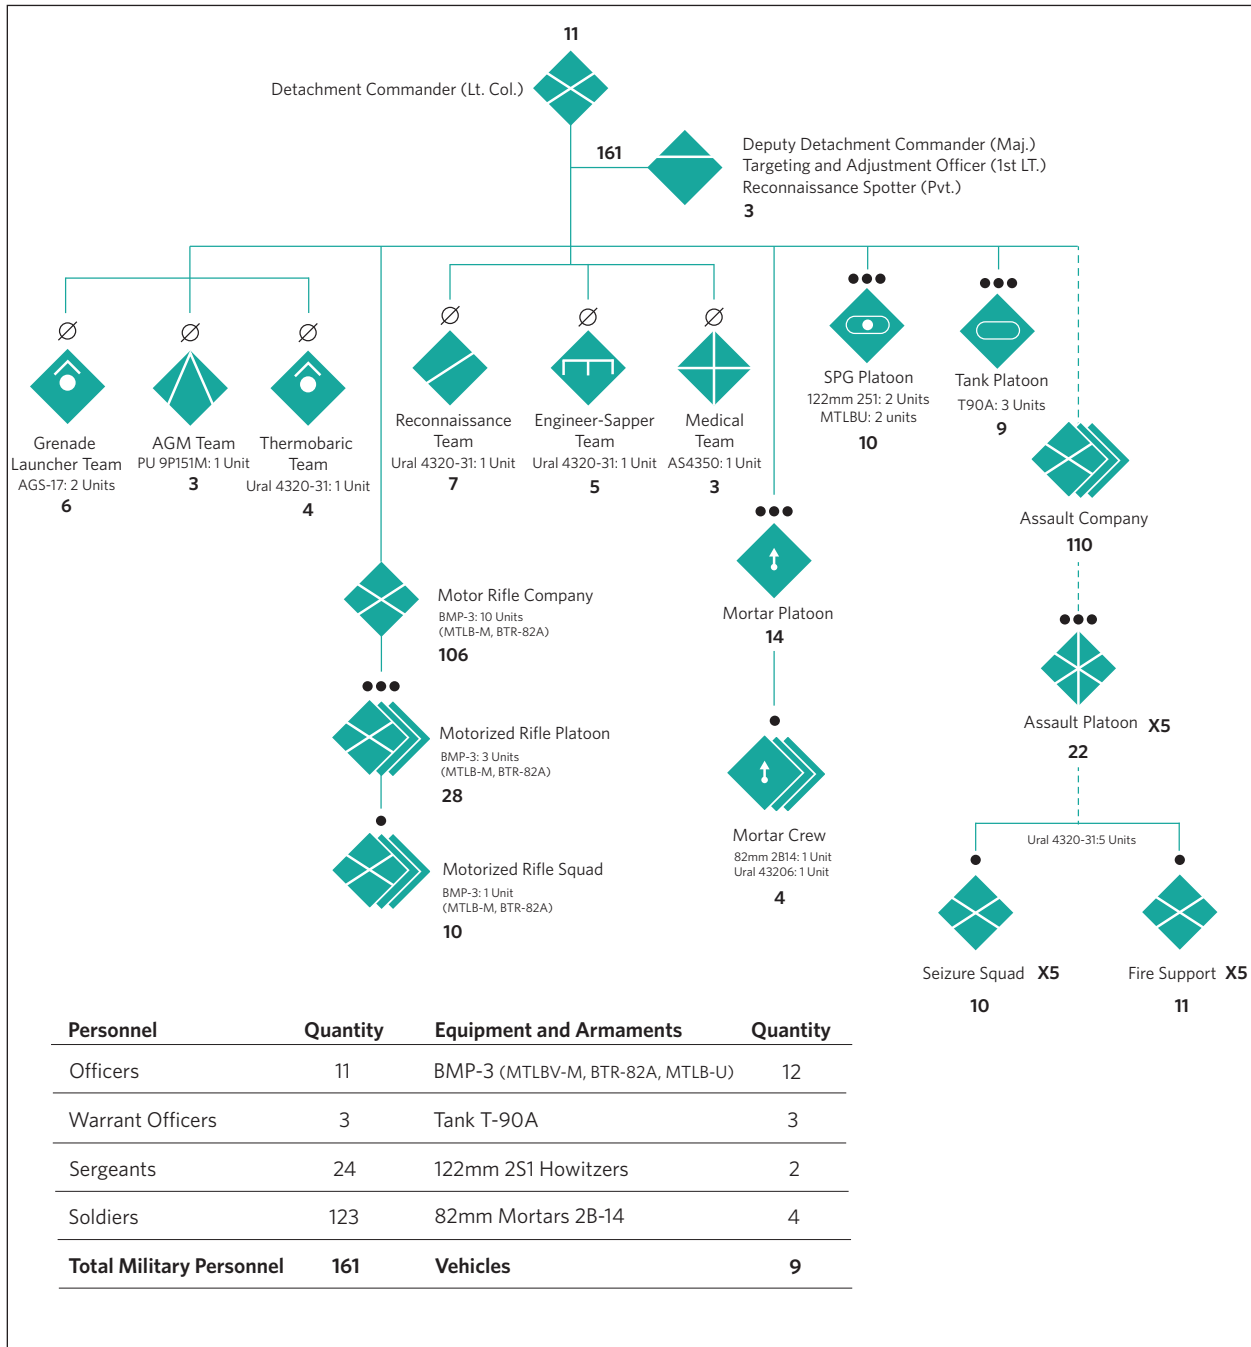 11
Detachment Commander (Lt. Col.)
161
Deputy Detachment Commander (Maj.)
Targeting and Adjustment Officer (1st LT.)
Reconnaissance Spotter (Pvt.)
3
Grenade
Launcher Team
AGS-17: 2 Units
6
AGM Team
PU 9P151M: 1 Unit
3
Thermobaric
Team
Ural 4320-31: 1 Unit
4
Reconnaissance
Team
Ural 4320-31: 1 Unit
7
Engineer-Sapper
Team
Ural 4320-31: 1 Unit
5
Medical
Team
AS4350: 1 Unit
3
SPG Platoon
122mm 251: 2 Units
MTLBU: 2 units
10
Tank Platoon
T90A: 3 Units
9
Assault Company
110
Motor Rifle Company
BMP-3: 10 Units
(MTLB-M, BTR-82A)
106
Mortar Platoon
14
Motorized Rifle Platoon
BMP-3: 3 Units
(MTLB-M, BTR-82A)
28
Assault Platoon X5
22
Motorized Rifle Squad
BMP-3: 1 Unit
(MTLB-M, BTR-82A)
10
Mortar Crew
82mm 2B14: 1 Unit
Ural 43206: 1 Unit
4
Ural 4320-31:5 Units
Seizure Squad X5
10
Fire Support X5
11
Personnel Quantity Equipment and Armaments Quantity
Officers 11 BMP-3 (MTLBV-M, BTR-82A, MTLB-U) 12
Warrant Officers 3 Tank T-90A 3
Sergeants 24 122mm 2S1 Howitzers 2
Soldiers 123 82mm Mortars 2B-14 4
Total Military Personnel 161 Vehicles 9